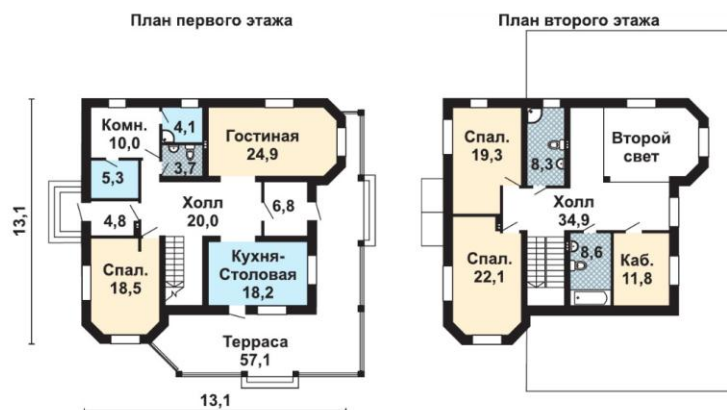 План первого этажа
Комн.
10,0
4,1
Гостиная
24,9
3,7
5,3
Холл
20,0
6,8
4,8
Спал.
18,5
Кухня-
Столовая
18,2
Терраса
57,1
13,1
13,1
План второго этажа
Спал.
19,3
8,3
Второй
свет
Холл
34,9
Спал.
22,1
8,6
Каб.
11,8